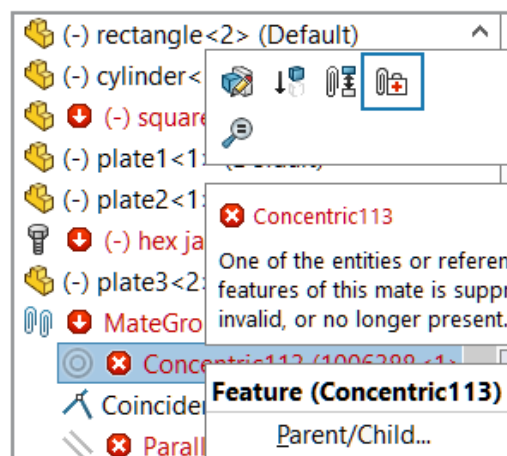 (-) rectangle<2> (Default)
(-) cylinder<
(-) square
(-) plate1<1>
(-) plate2<1>
Concentric113
(-) hex ja
One of the entities or referen
(-) plate3<2>
features of this mate is suppr
MateGro
invalid, or no longer present.
Concentric113 (1006388<1>
Feature (Concentric113)
Coincider
Parent/Child...
Parall